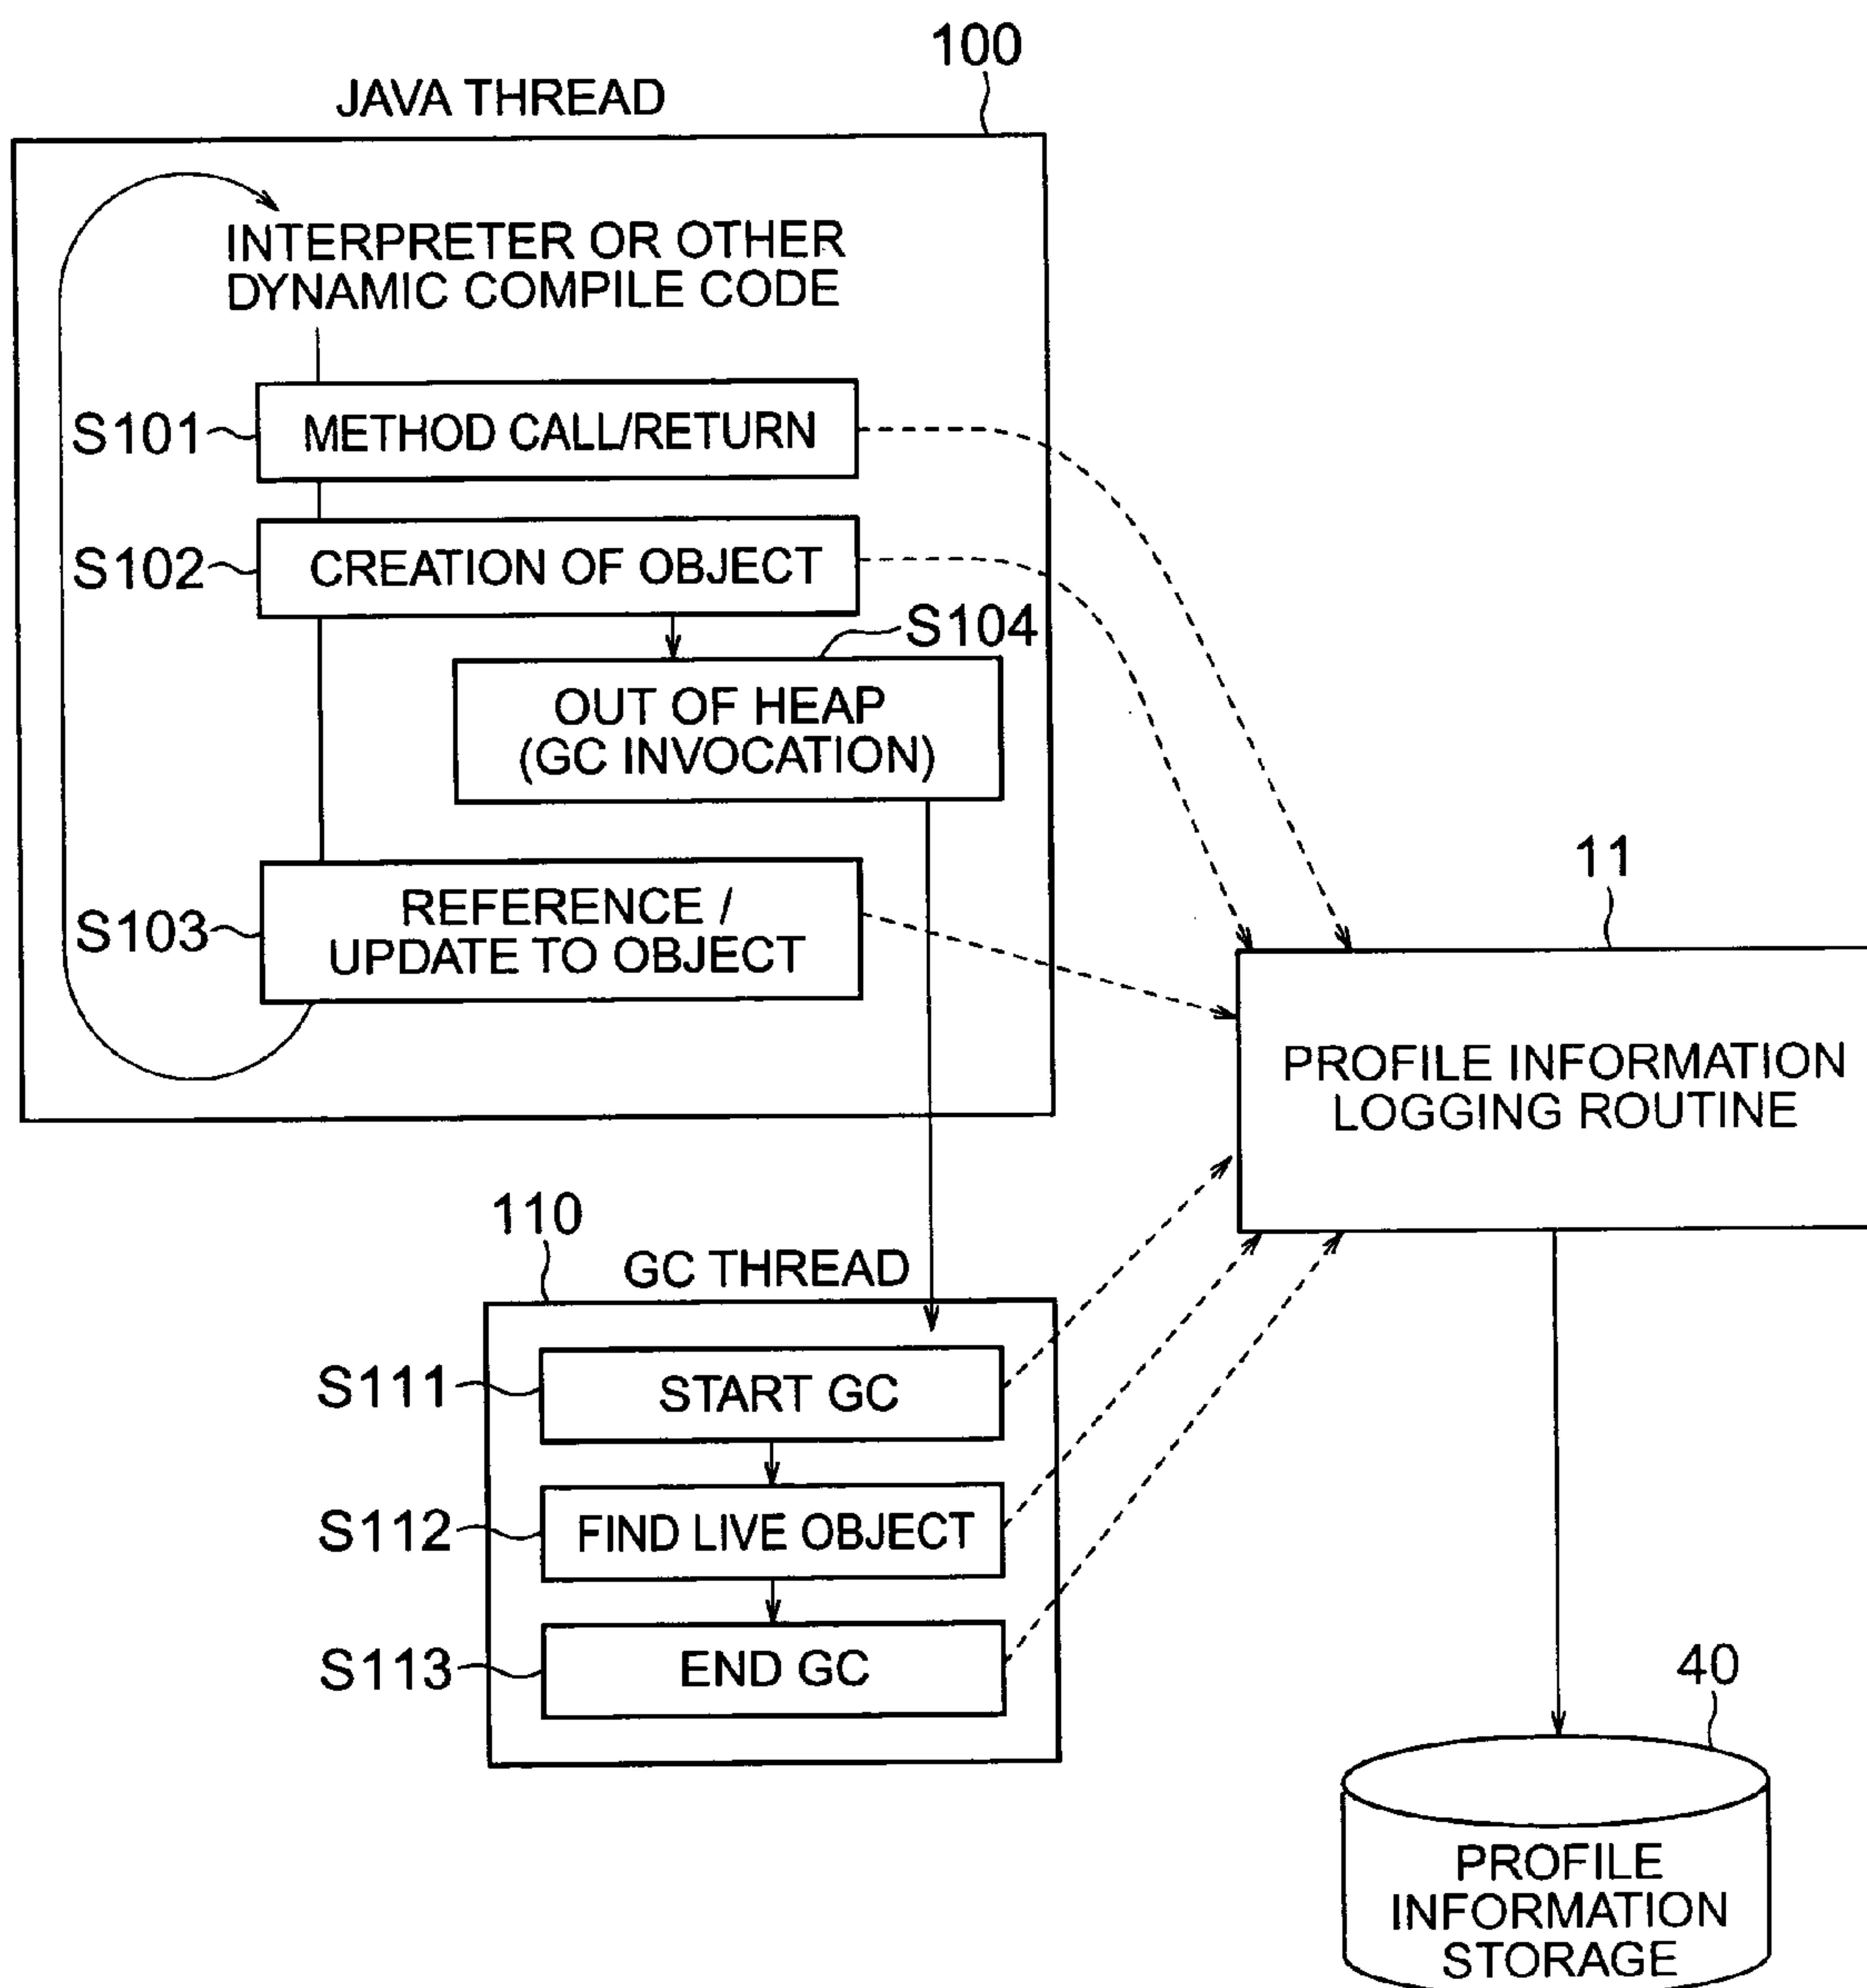 100
JAVA THREAD
INTERPRETER OR OTHER
DYNAMIC COMPILE CODE
S101
METHOD CALL/RETURN
S102
CREATION OF OBJECT
S104
OUT OF HEAP
(GC INVOCATION)
S103
REFERENCE /
UPDATE TO OBJECT
11
PROFILE INFORMATION
LOGGING ROUTINE
110
GC THREAD
S111
START GC
S112
FIND LIVE OBJECT
S113
END GC
40
PROFILE
INFORMATION
STORAGE